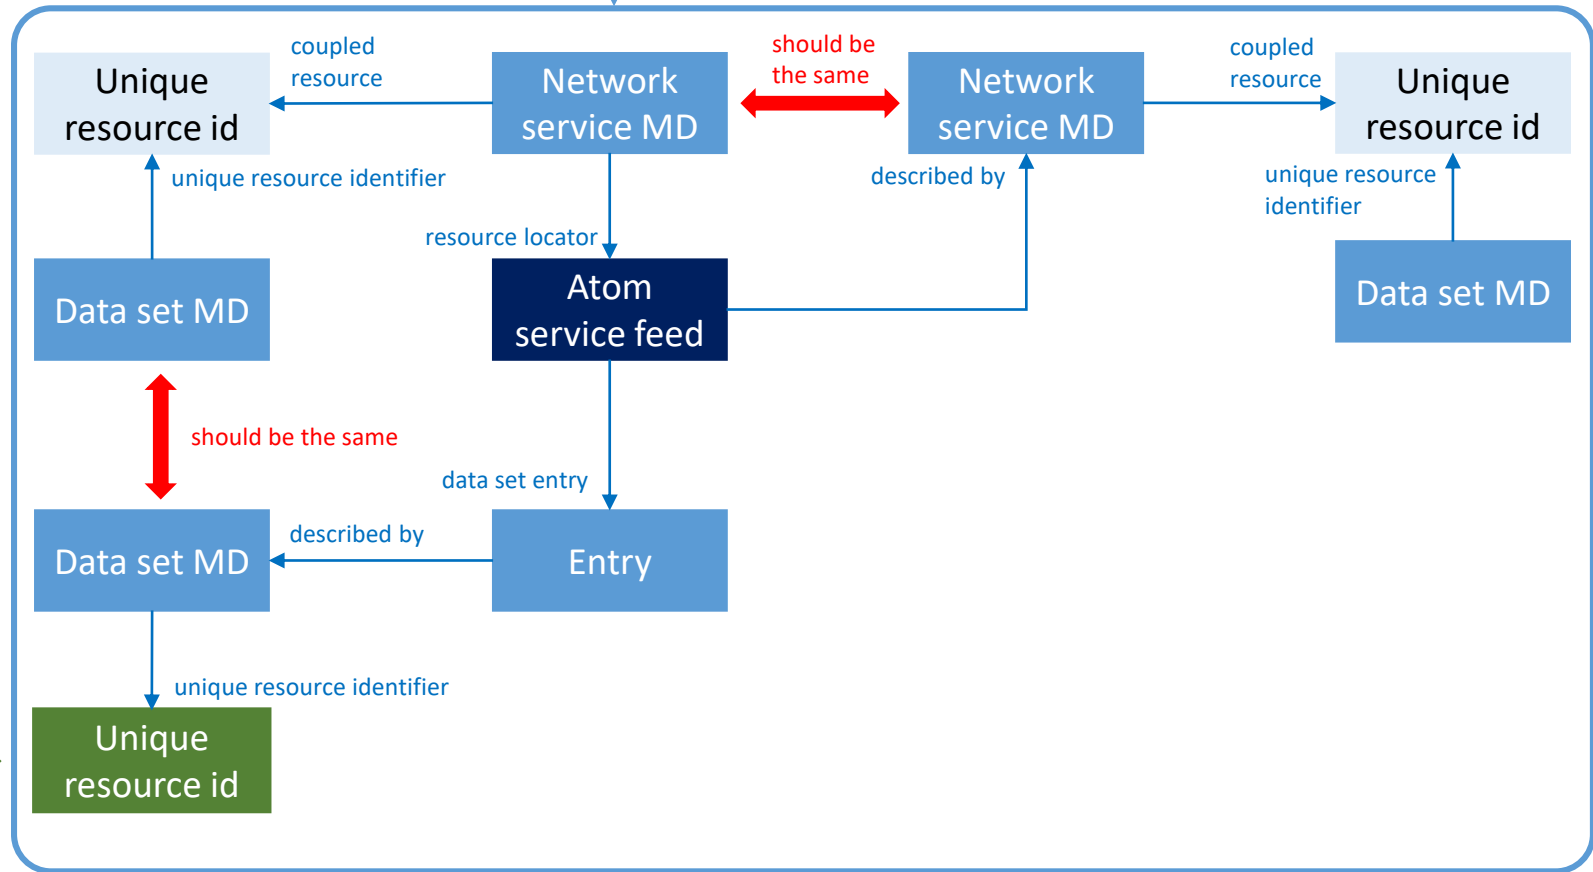 coupled
resource
should be
the same
coupled
resource
Unique
resource id
Network
service MD
Network
service MD
Unique
resource id
unique resource identifier
described by
unique resource
identifier
resource locator
Data set MD
Atom
service feed
Data set MD
should be the same
data set entry
Data set MD
described by
Entry
unique resource identifier
Unique
resource id